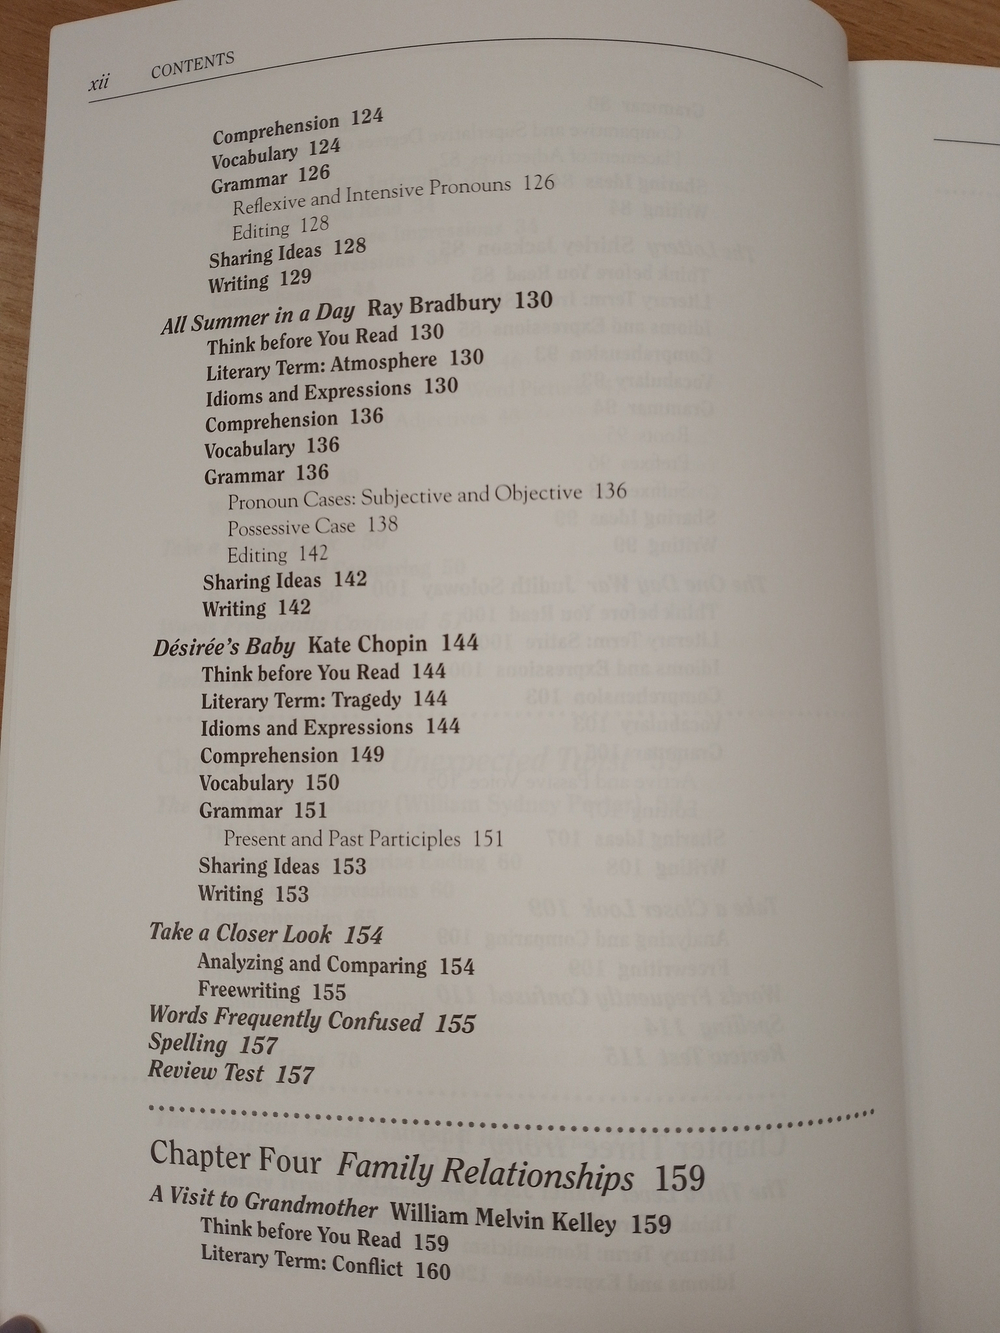 xii CONTENTS
Comprehension 124
Vocabulary 124
Grammar 126
Reflexive and Intensive Pronouns 126
Editing 128
Sharing Ideas 128
Writing 129
All Summer in a Day Ray Bradbury 130
Think before You Read 130
Literary Term: Atmosphere 130
Idioms and Expressions 130
Comprehension 136
Vocabulary 136
Grammar 136
Pronoun Cases: Subjective and Objective 136
Possessive Case 138
Editing 142
Sharing Ideas 142
Writing 142
Désirée's Baby Kate Chopin 144
Think before You Read 144
Literary Term: Tragedy 144
Idioms and Expressions 144
Comprehension 149
Vocabulary 150
Grammar 151
Present and Past Participles 151
Sharing Ideas 153
Writing 153
Take a Closer Look 154
Analyzing and Comparing 154
Freewriting 155
Words Frequently Confused 155
Spelling 157
Review Test 157
Chapter Four Family Relationships 159
A Visit to Grandmother William Melvin Kelley 159
Think before You Read 159
Literary Term: Conflict 160